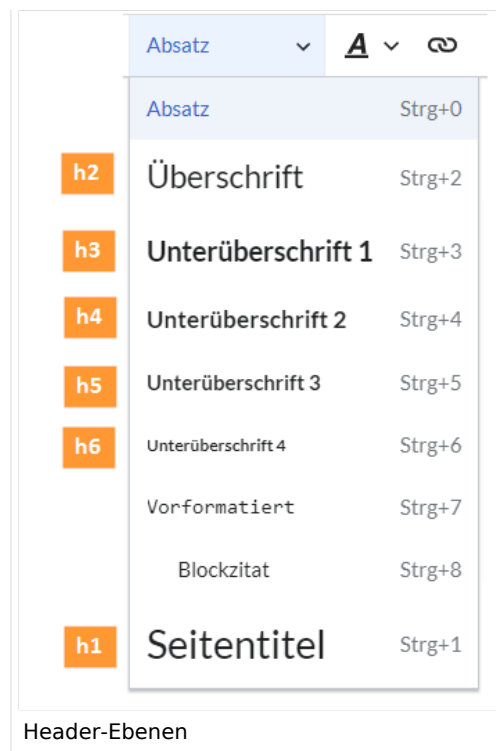 Absatz A
Absatz Strg+0
h2 Überschrift Strg+2
h3 Unterüberschrift 1 Strg+3
h4 Unterüberschrift 2 Strg+4
h5 Unterüberschrift 3 Strg+5
h6 Unterüberschrift 4 Strg+6
Vorformatiert Strg+7
Blockzitat Strg+8
h1 Seitentitel Strg+1
Header-Ebenen